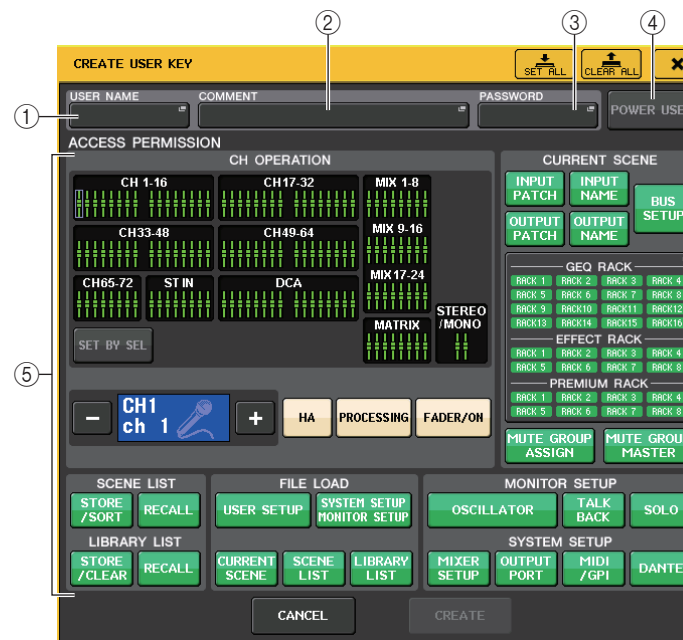 ② ③ ④
CREATE USER KEY
SET ALL
CLEAR ALL
①
USER NAME
COMMENT
PASSWORD
POWER USE
⑤
ACCESS PERMISSION
CH OPERATION
CH 1-16
CH17-32
MIX 1-8
CH33-48
CH49-64
MIX 9-16
CH65-72
ST IN
DCA
MIX17-24
MATRIX
STEREO
/MONO
SET BY SEL
CH1
ch 1
HA
PROCESSING
FADER/ON
CURRENT SCENE
INPUT
PATCH
INPUT
NAME
BUS
SETUP
OUTPUT
PATCH
OUTPUT
NAME
GEQ RACK
RACK 1 RACK 2 RACK 3 RACK 4
RACK 5 RACK 6 RACK 7 RACK 8
RACK 9 RACK10 RACK11 RACK12
RACK13 RACK14 RACK15 RACK16
EFFECT RACK
RACK 1 RACK 2 RACK 3 RACK 4
RACK 5 RACK 6 RACK 7 RACK 8
PREMIUM RACK
RACK 1 RACK 2 RACK 3 RACK 4
RACK 5 RACK 6 RACK 7 RACK 8
MUTE GROUP
ASSIGN
MUTE GROU
MASTER
SCENE LIST
STORE
/SORT
RECALL
LIBRARY LIST
STORE
/CLEAR
RECALL
FILE LOAD
USER SETUP
SYSTEM SETUP
MONITOR SETUP
CURRENT
SCENE
SCENE
LIST
LIBRARY
LIST
MONITOR SETUP
OSCILLATOR
TALK
BACK
SOLO
SYSTEM SETUP
MIXER
SETUP
OUTPUT
PORT
MIDI
/GPI
DANTE
CANCEL
CREATE